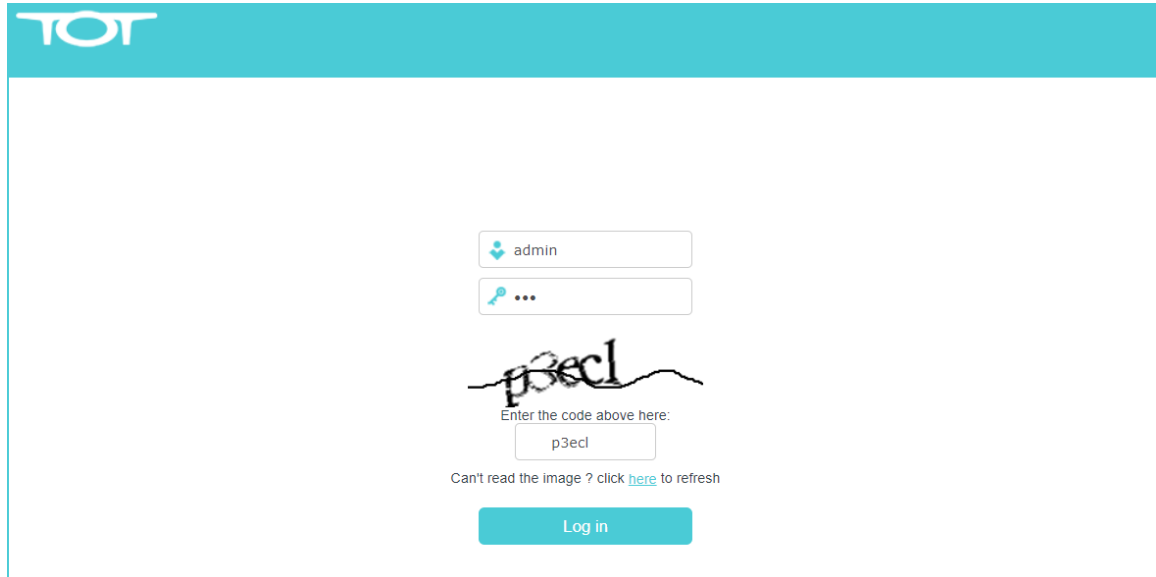 TOT
admin
•••
p3ecl
Enter the code above here:
p3ecl
Can't read the image ? click here to refresh
Log in